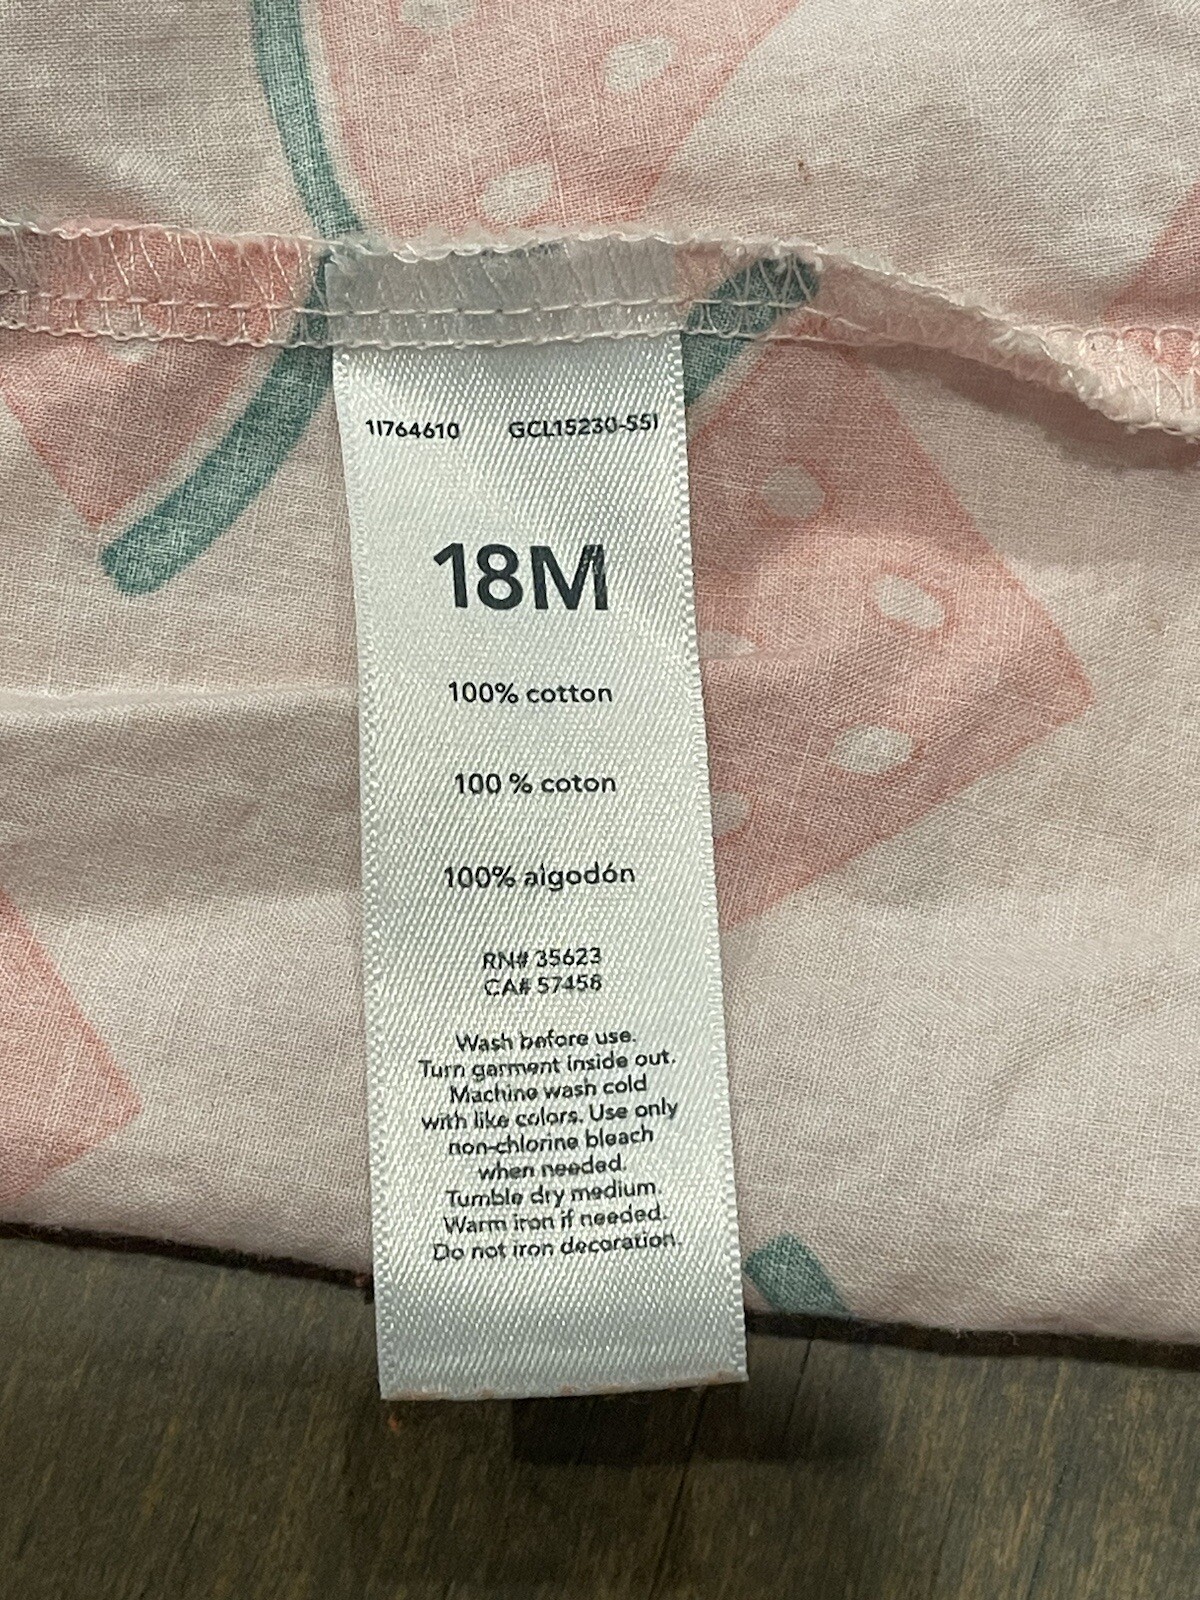 1I764610 GCL15230-55I
18M
100% cotton
100 % coton
100% algodón
RN# 35623
CA# 57458
Wash before use.
Turn garment inside out.
Machine wash cold
with like colors. Use only
non-chlorine bleach
when needed.
Tumble dry medium.
Warm iron if needed.
Do not iron decoration.